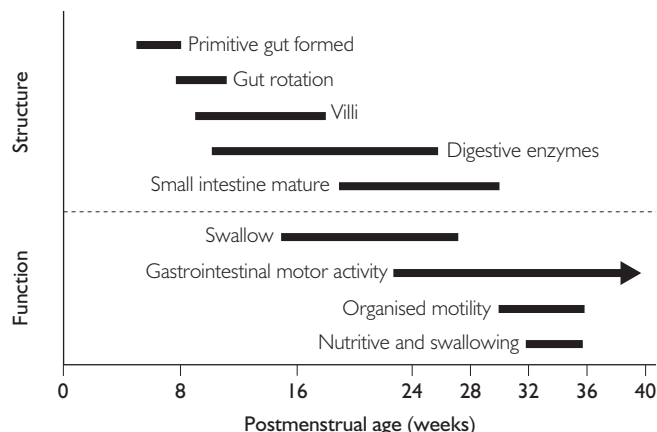 Structure
Primitive gut formed
Gut rotation
Villi
Digestive enzymes
Small intestine mature
Function
Swallow
Gastrointestinal motor activity
Organised motility
Nutritive and swallowing
0 8 16 24 28 32 36 40
Postmenstrual age (weeks)